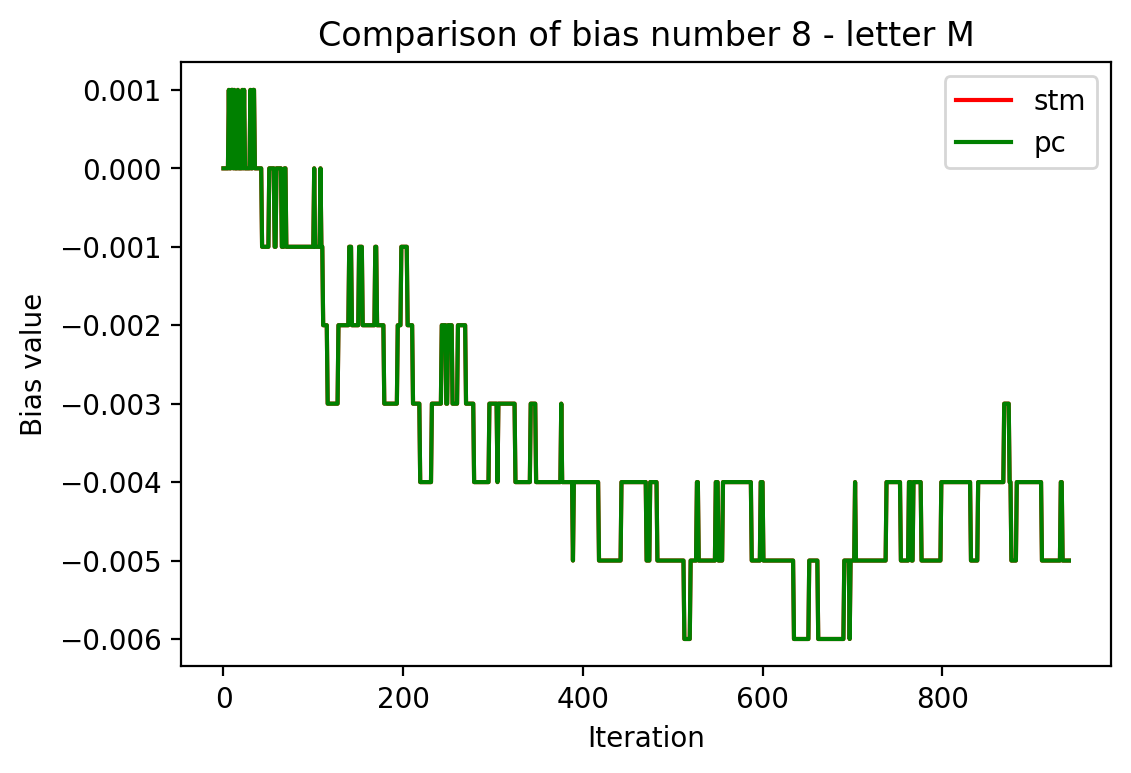 Comparison of bias number 8 - letter M
stm
pc
0.001
0.000
−0.001
−0.002
−0.003
−0.004
−0.005
−0.006
Bias value
0 200 400 600 800
Iteration